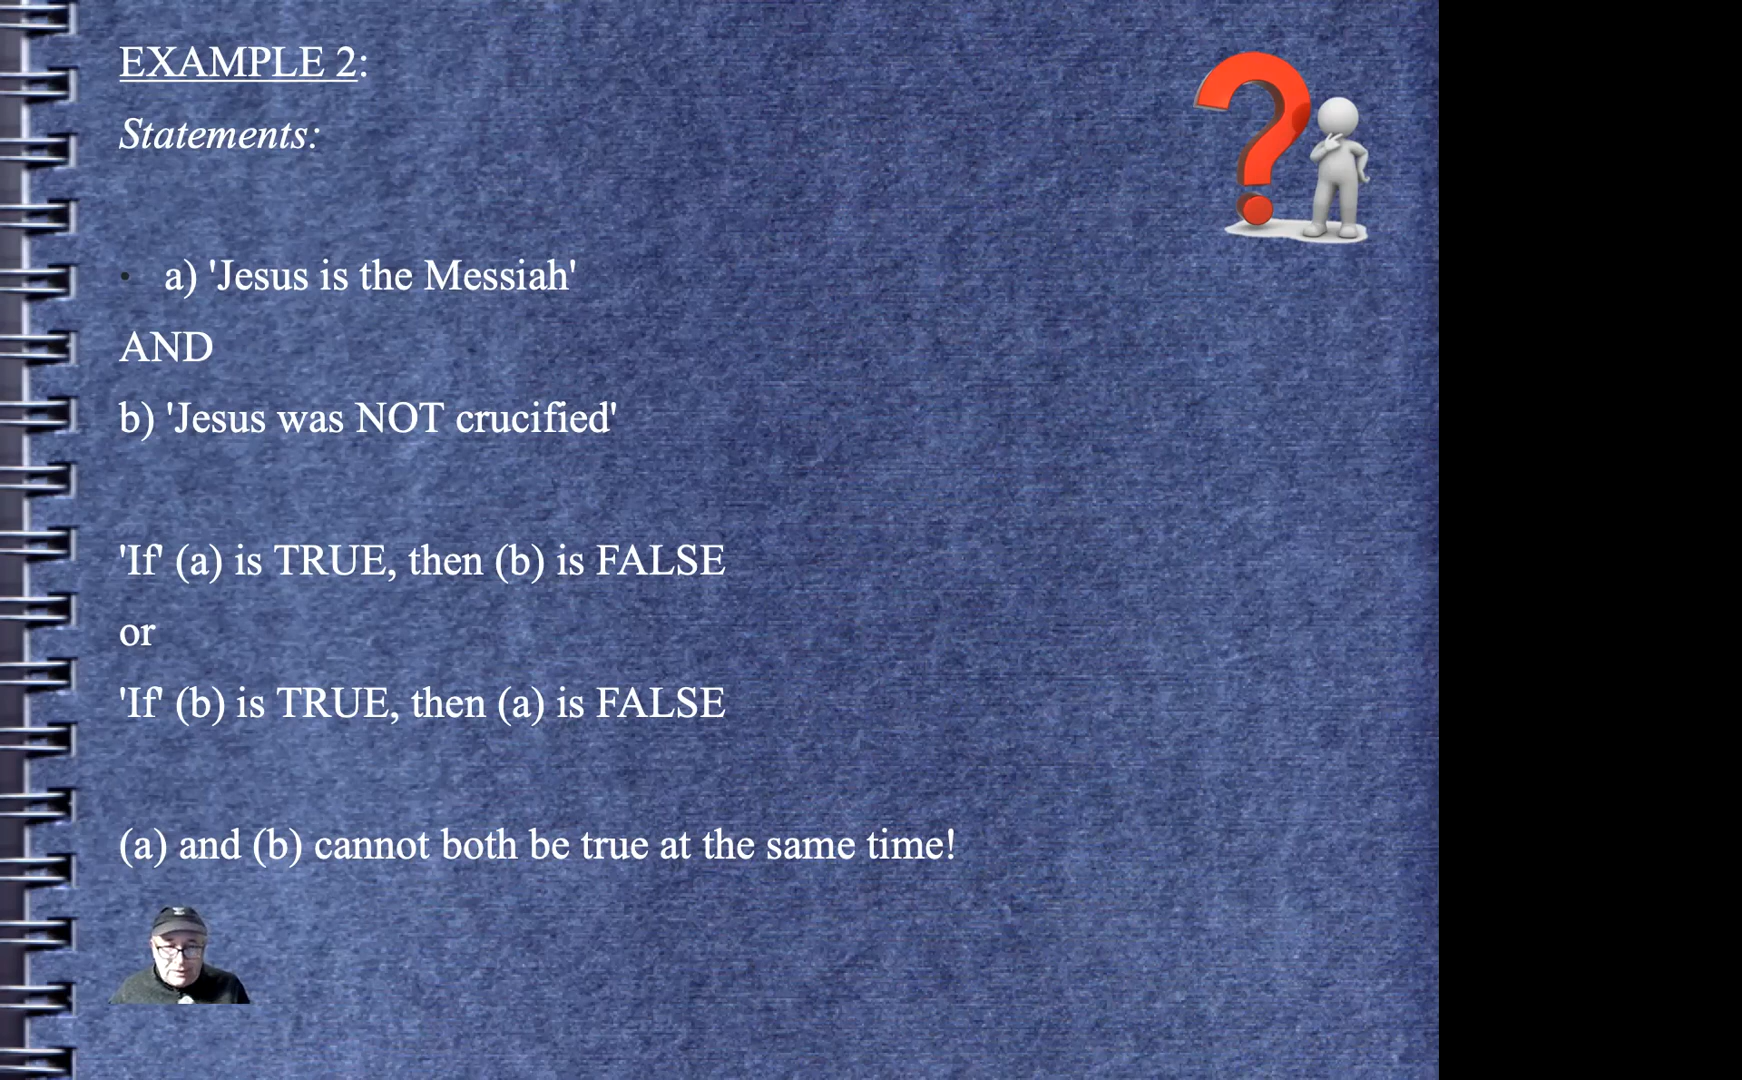 EXAMPLE 2:
Statements:
• a) 'Jesus is the Messiah'
AND
b) 'Jesus was NOT crucified'
'If' (a) is TRUE, then (b) is FALSE
or
'If' (b) is TRUE, then (a) is FALSE
(a) and (b) cannot both be true at the same time!